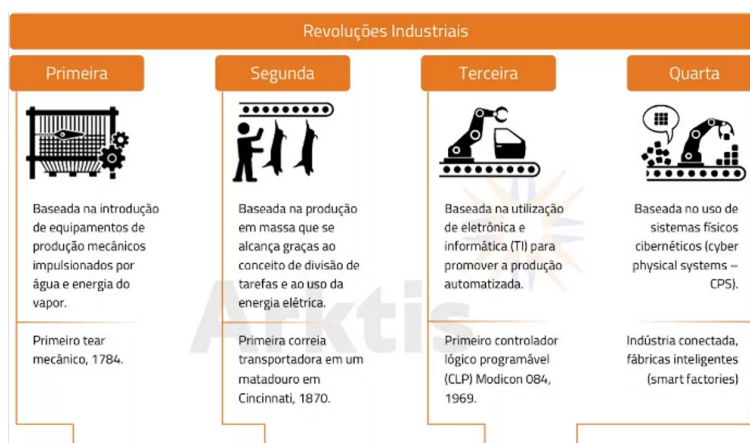 Revoluções Industriais
Primeira
Segunda
Terceira
Quarta
Baseada na introdução
de equipamentos de
produção mecânicos
impulsionados por
água e energia do
vapor.
Baseada na produção
em massa que se
alcança graças ao
conceito de divisão de
tarefas e ao uso da
energia elétrica.
Baseada na utilização
de eletrônica e
informática (TI) para
promover a produção
automatizada.
Baseada no uso de
sistemas físicos
cibernéticos (cyber
physical systems –
CPS).
Arktis
Primeiro tear
mecânico, 1784.
Primeira correia
transportadora em um
matadouro em
Cincinnati, 1870.
Primeiro controlador
lógico programável
(CLP) Modicon 084,
1969.
Indústria conectada,
fábricas inteligentes
(smart factories)